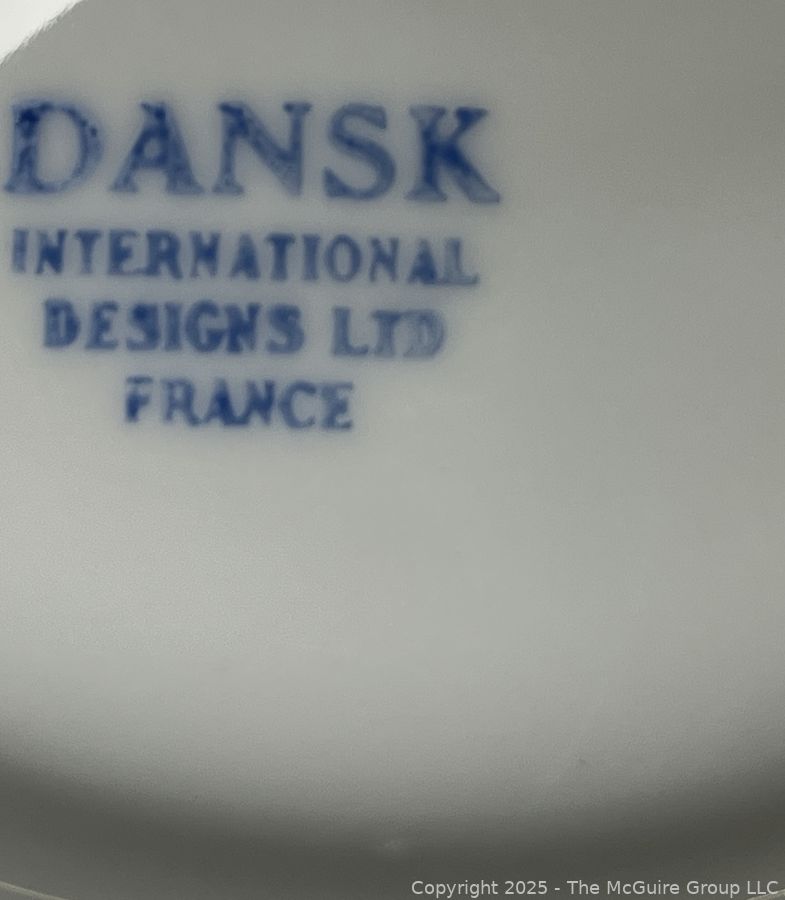 DANSK
INTERNATIONAL
DESIGNS LTD
FRANCE
Copyright 2025 - The McGuire Group LLC